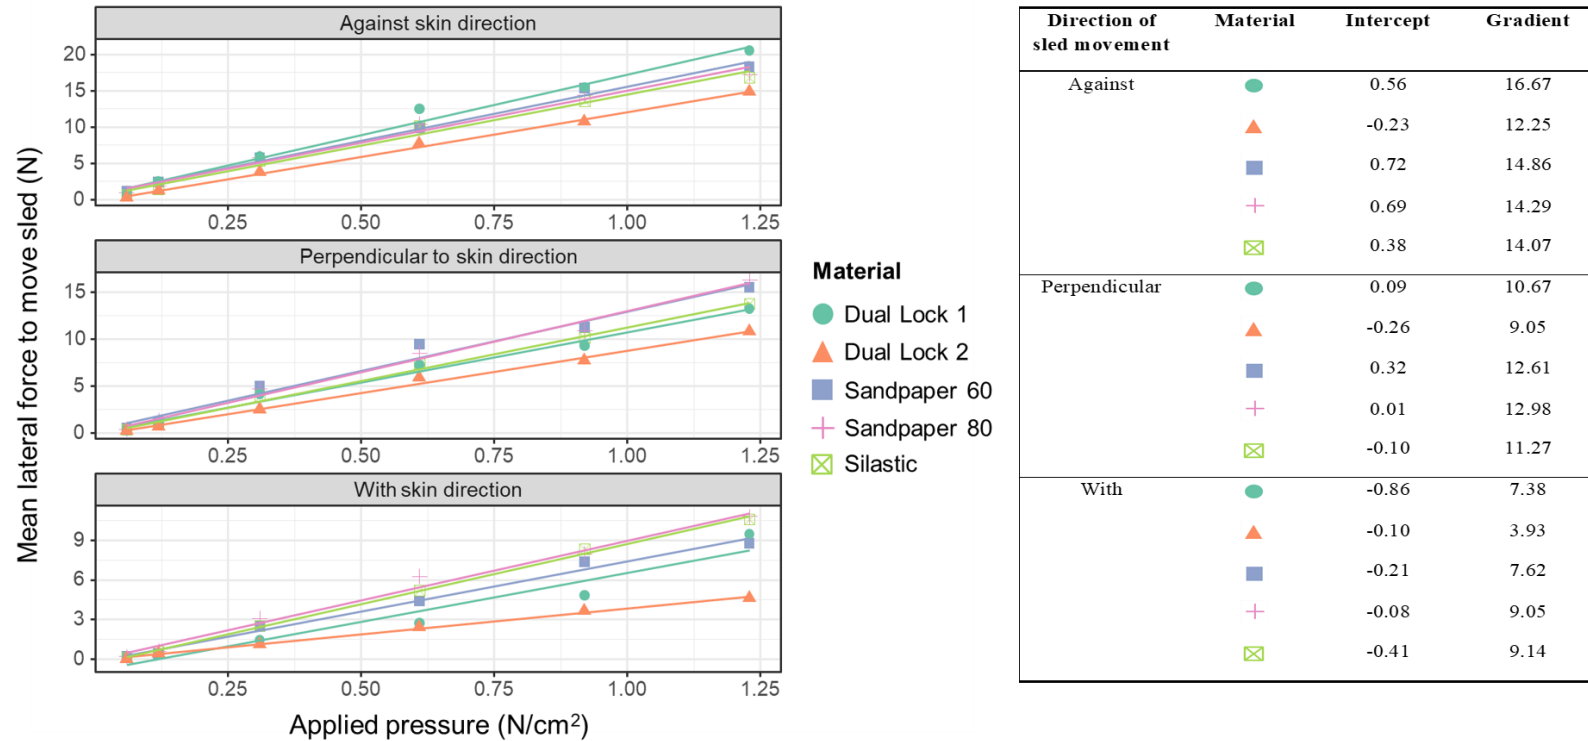 Against skin direction
20
15
10
5
0
0.25 0.50 0.75 1.00 1.25
Perpendicular to skin direction
15
10
5
0
0.25 0.50 0.75 1.00 1.25
With skin direction
9
6
3
0
0.25 0.50 0.75 1.00 1.25
Mean lateral force to move sled (N)
Applied pressure (N/cm²)
Material
Dual Lock 1
Dual Lock 2
Sandpaper 60
Sandpaper 80
Silastic
Direction of Material Intercept Gradient
sled movement
Against 0.56 16.67
-0.23 12.25
0.72 14.86
0.69 14.29
0.38 14.07
Perpendicular 0.09 10.67
-0.26 9.05
0.32 12.61
0.01 12.98
-0.10 11.27
With -0.86 7.38
-0.10 3.93
-0.21 7.62
-0.08 9.05
-0.41 9.14